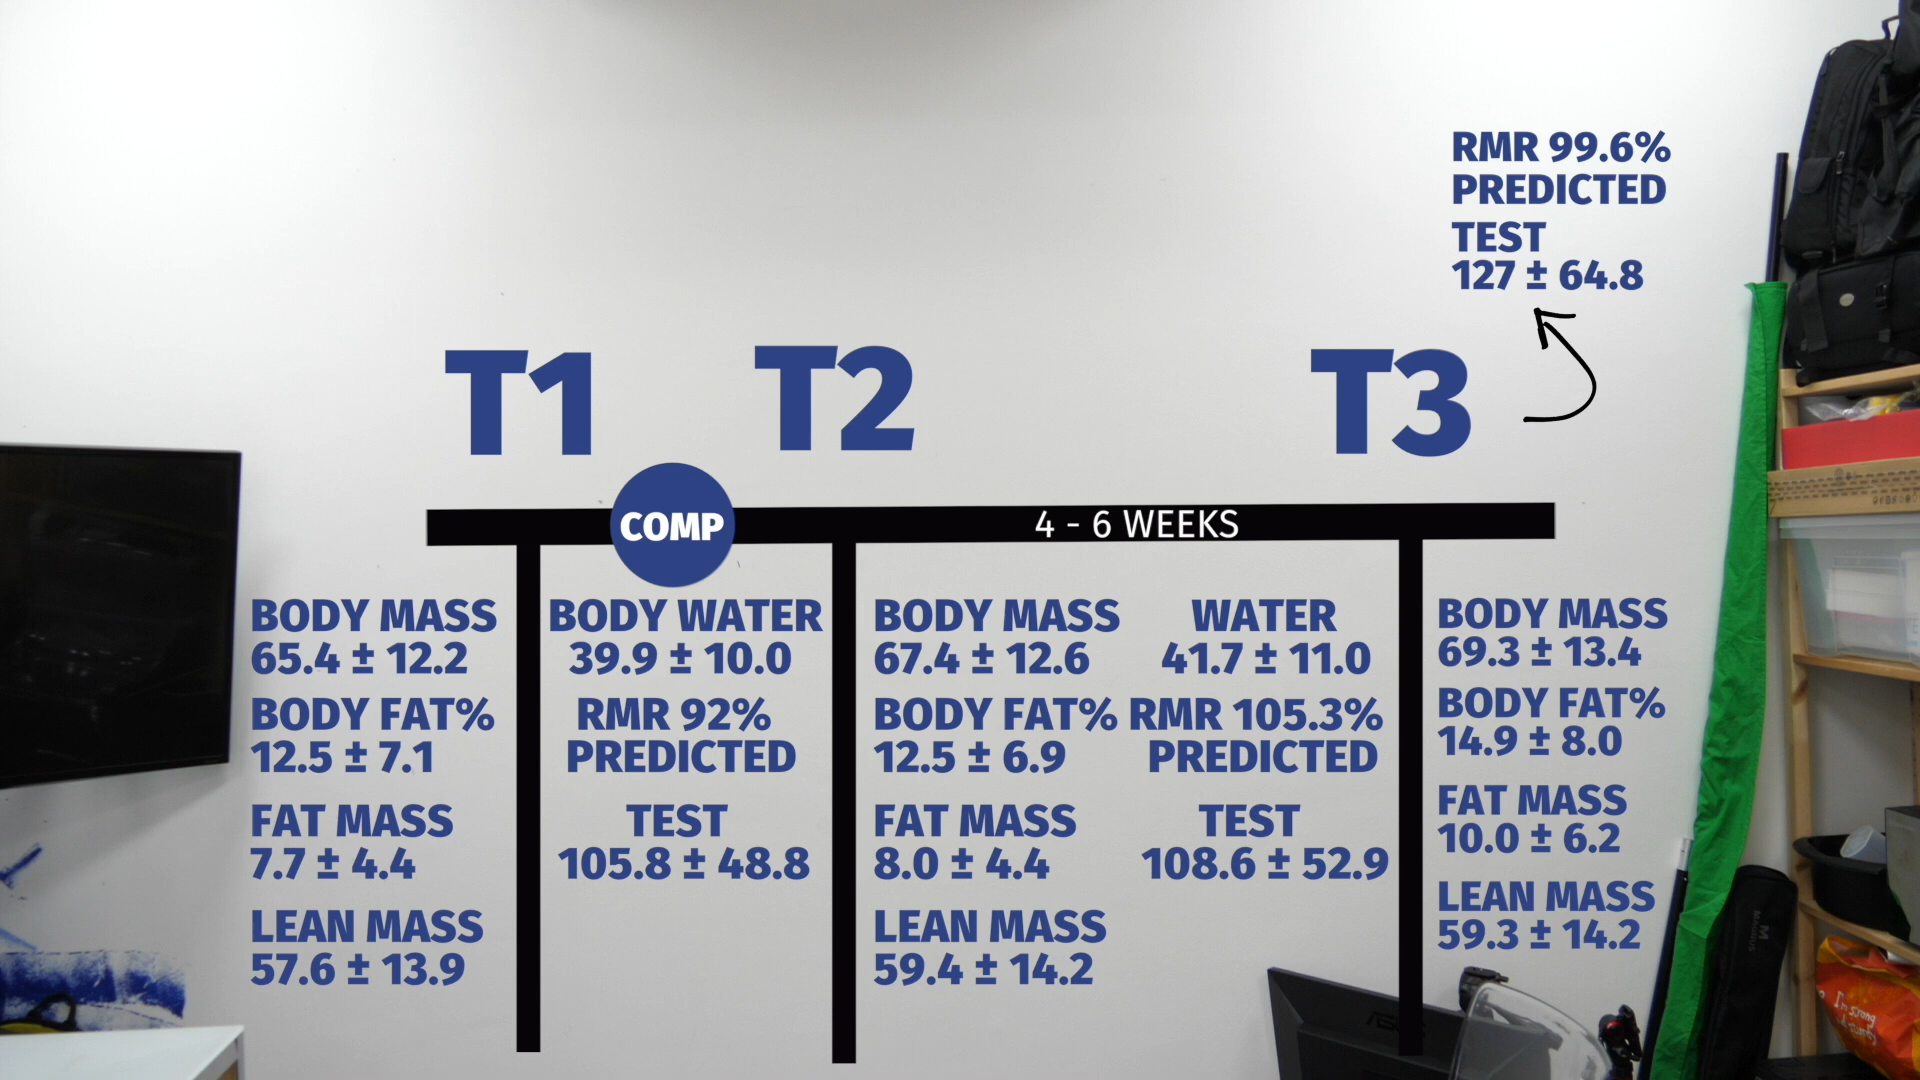 RMR 99.6%
PREDICTED
TEST
127 ± 64.8
T1
T2
T3
COMP
4 - 6 WEEKS
BODY MASS
65.4 ± 12.2
BODY FAT%
12.5 ± 7.1
FAT MASS
7.7 ± 4.4
LEAN MASS
57.6 ± 13.9
BODY WATER
39.9 ± 10.0
RMR 92%
PREDICTED
TEST
105.8 ± 48.8
BODY MASS
67.4 ± 12.6
BODY FAT%
12.5 ± 6.9
FAT MASS
8.0 ± 4.4
LEAN MASS
59.4 ± 14.2
WATER
41.7 ± 11.0
RMR 105.3%
PREDICTED
TEST
108.6 ± 52.9
BODY MASS
69.3 ± 13.4
BODY FAT%
14.9 ± 8.0
FAT MASS
10.0 ± 6.2
LEAN MASS
59.3 ± 14.2
ASUS
I'm strong